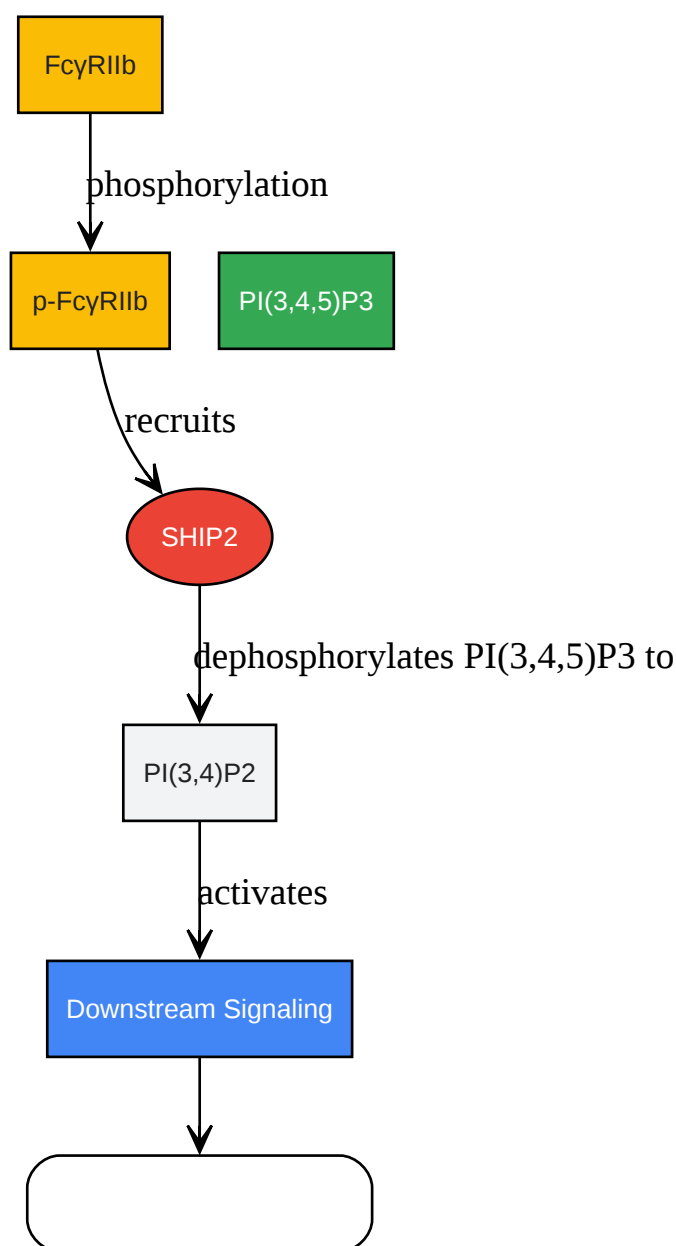 FcγRIIb
phosphorylation
p-FcγRIIb
PI(3,4,5)P3
recruits
SHIP2
dephosphorylates PI(3,4,5)P3 to
PI(3,4)P2
activates
Downstream Signaling